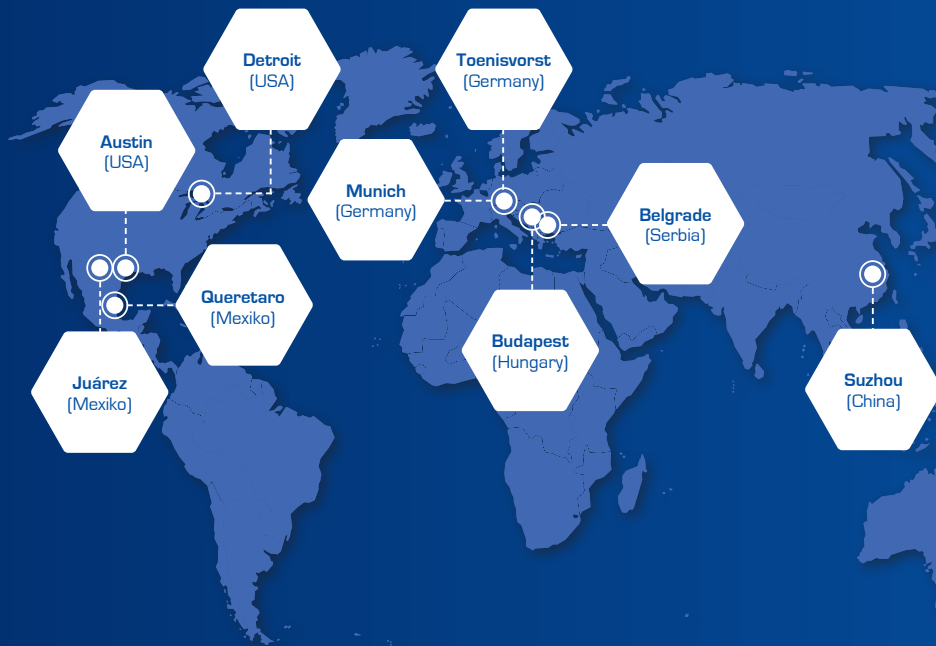 Detroit
(USA)
Toenisvorst
(Germany)
Austin
(USA)
Munich
(Germany)
Belgrade
(Serbia)
Queretaro
(Mexiko)
Budapest
(Hungary)
Juárez
(Mexiko)
Suzhou
(China)